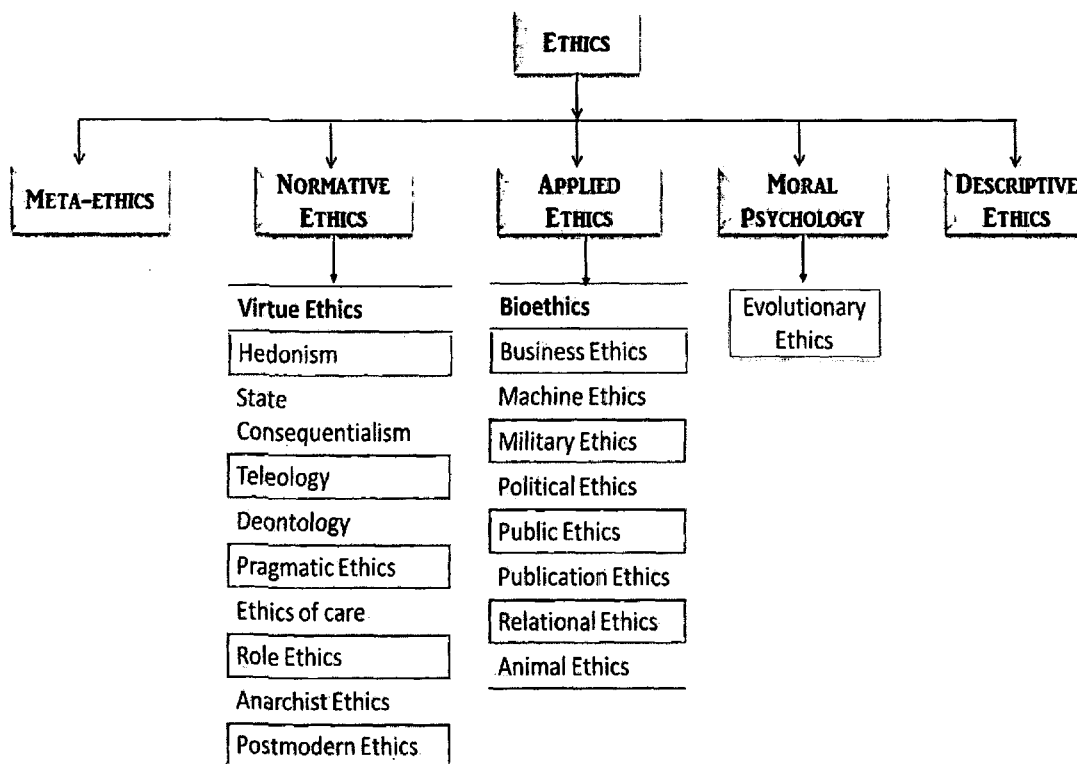 ETHICS
META-ETHICS
NORMATIVE
ETHICS
APPLIED
ETHICS
MORAL
PSYCHOLOGY
DESCRIPTIVE
ETHICS
Virtue Ethics
Hedonism
State
Consequentialism
Teleology
Deontology
Pragmatic Ethics
Ethics of care
Role Ethics
Anarchist Ethics
Postmodern Ethics
Bioethics
Business Ethics
Machine Ethics
Military Ethics
Political Ethics
Public Ethics
Publication Ethics
Relational Ethics
Animal Ethics
Evolutionary
Ethics